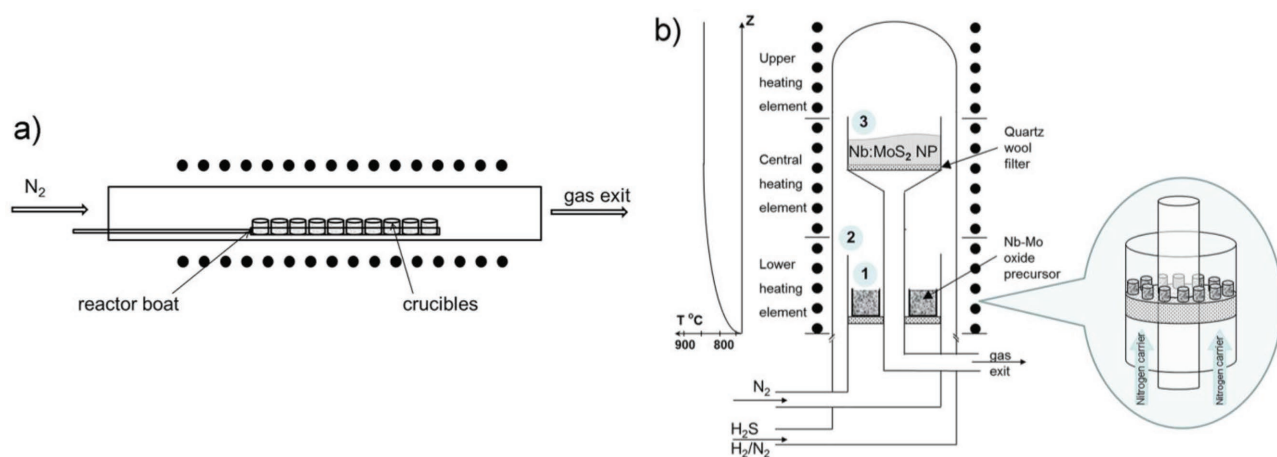 a)
N₂
gas exit
reactor boat
crucibles
b)
Z
T °C
900
800
Upper
heating
element
Central
heating
element
Lower
heating
element
3
Nb:MoS₂ NP
2
1
Quartz
wool
filter
Nb-Mo
oxide
precursor
gas
exit
N₂
H₂S
H₂/N₂
Nitrogen carrier
Nitrogen carrier